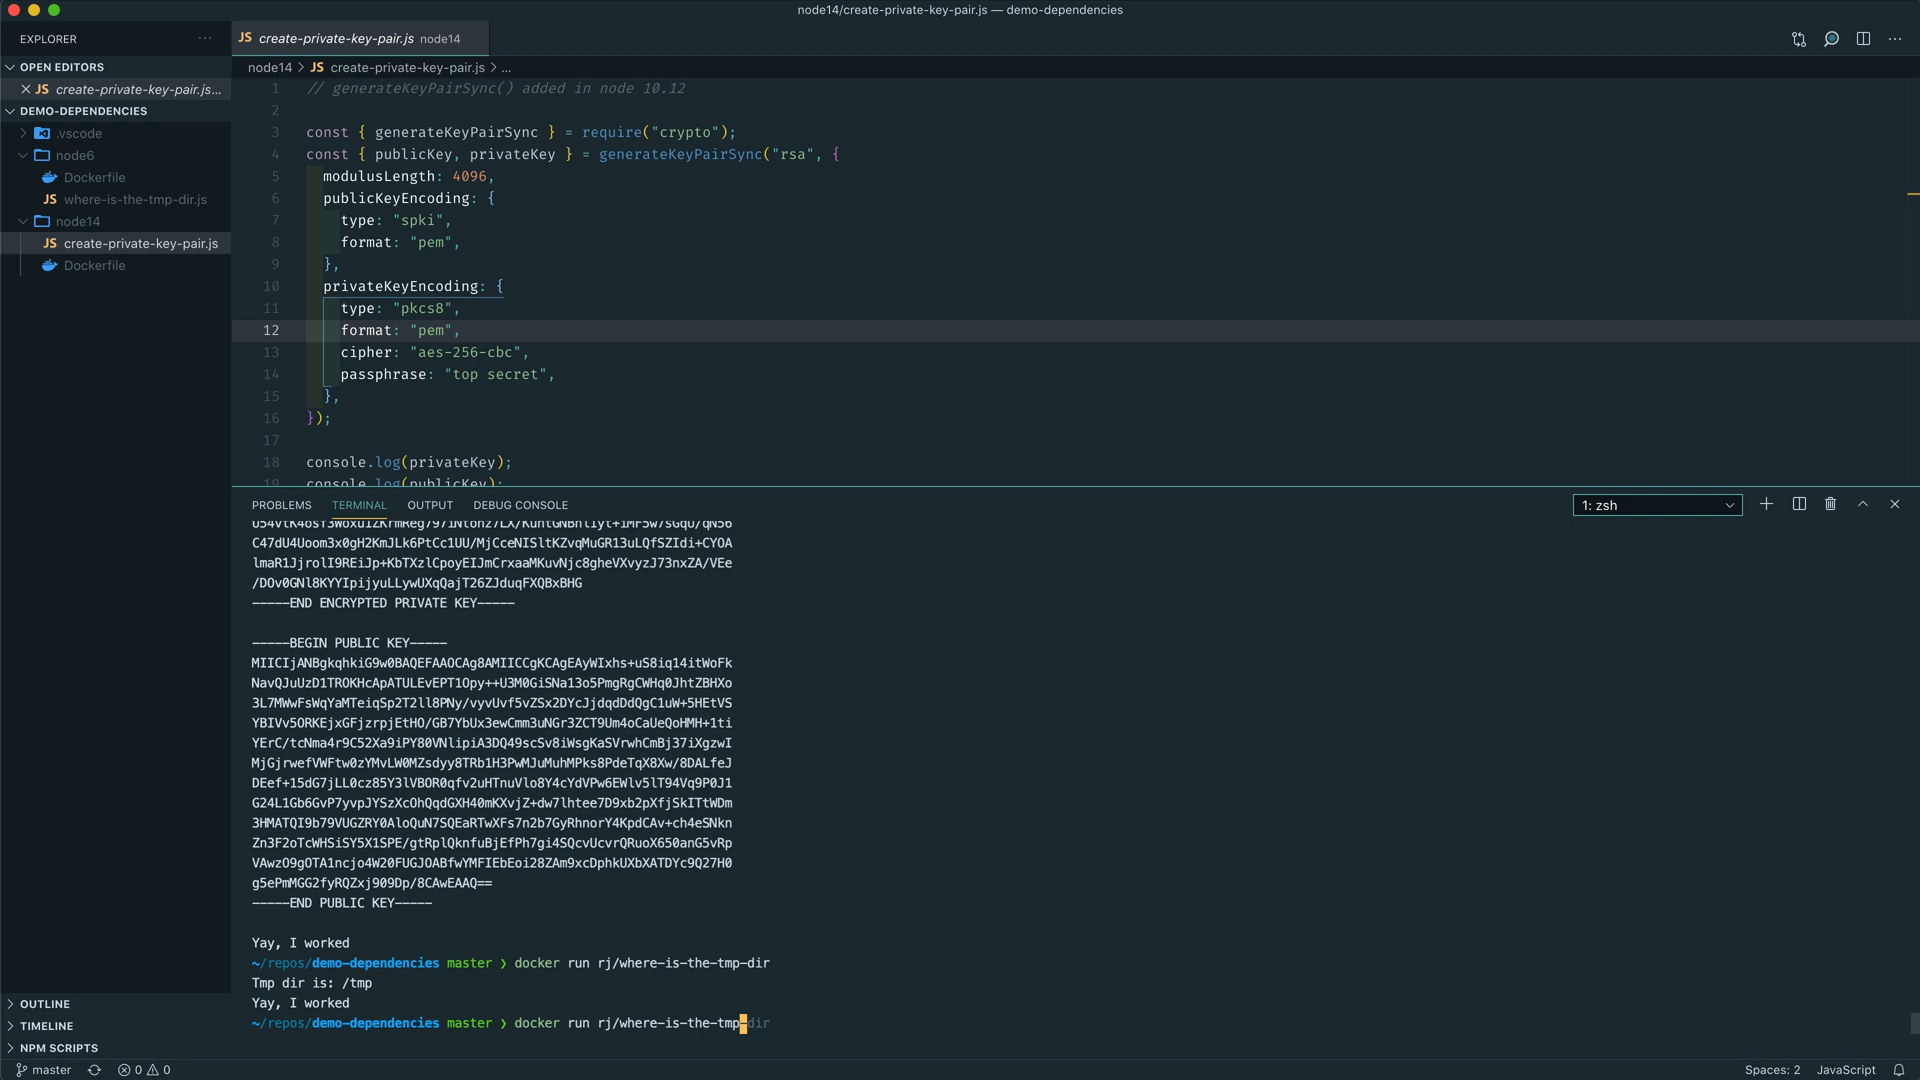 node14/create-private-key-pair.js — demo-dependencies
EXPLORER
OPEN EDITORS
JS create-private-key-pair.js...
DEMO-DEPENDENCIES
.vscode
node6
Dockerfile
JS where-is-the-tmp-dir.js
node14
JS create-private-key-pair.js
Dockerfile
OUTLINE
TIMELINE
NPM SCRIPTS
JS create-private-key-pair.js node14
node14 > JS create-private-key-pair.js > ...
1 // generateKeyPairSync() added in node 10.12
2
3 const { generateKeyPairSync } = require("crypto");
4 const { publicKey, privateKey } = generateKeyPairSync("rsa", {
5 modulusLength: 4096,
6 publicKeyEncoding: {
7 type: "spki",
8 format: "pem",
9 },
10 privateKeyEncoding: {
11 type: "pkcs8",
12 format: "pem",
13 cipher: "aes-256-cbc",
14 passphrase: "top secret",
15 },
16 });
17
18 console.log(privateKey);
19 console.log(publicKey);
PROBLEMS TERMINAL OUTPUT DEBUG CONSOLE
1: zsh
C47dU4Uoom3x0gH2KmJLk6PtCc1UU/MjCceNISltKZvqMuGR13uLQfSZIdi+CYOA
lmaR1JjrolI9REiJp+KbTXzlCpoyEIJmCrxaaMKuvNjc8gheVXvyzJ73nxZA/VEe
/DOv0GNl8KYYIpijyuLLywUXqQajT26ZJduqFXQBxBHG
-----END ENCRYPTED PRIVATE KEY-----
-----BEGIN PUBLIC KEY-----
MIICIjANBgkqhkiG9w0BAQEFAAOCAg8AMIICCgKCAgEAyWIxhs+uS8iq14itWoFk
NavQJuUzD1TROKHcApATULEvEPT1Opy++U3M0GiSNa13o5PmgRgCWHq0JhtZBHXo
3L7MWwFsWqYaMTeiqSp2T2ll8PNy/vyvUvf5vZSx2DYcJjdqdDdQgC1uW+5HEtVS
YBIVv5ORKEjxGFjzrpjEtHO/GB7YbUx3ewCmm3uNGr3ZCT9Um4oCaUeQoHMH+1ti
YErC/tcNma4r9C52Xa9iPY80VNlipiA3DQ49scSv8iWsgKaSVrwhCmBj37iXgzwI
MjGjrwefVWFtw0zYMvLW0MZsdyy8TRb1H3PwMJuMuhMPks8PdeTqX8Xw/8DALfeJ
DEef+15dG7jLL0cz85Y3lVBOR0qfv2uHTnuVlo8Y4cYdVPw6EWlv5lT94Vq9P0J1
G24L1Gb6GvP7yvpJYSzXcOhQqdGXH40mKXvjZ+dw7lhtee7D9xb2pXfjSkITtWDm
3HMATQI9b79VUGZRY0AloQuN7SQEaRTwXFs7n2b7GyRhnorY4KpdCAv+ch4eSNkn
Zn3F2oTcWHSiSY5X1SPE/gtRplQknfuBjEfPh7gi4SQcvUcvrQRuoX650anG5vRp
VAwzO9gOTA1ncjo4W20FUGJOABfwYMFIEbEoi28ZAm9xcDphkUXbXATDYc9Q27H0
g5ePmMGG2fyRQZxj909Dp/8CAwEAAQ==
-----END PUBLIC KEY-----
Yay, I worked
~/repos/demo-dependencies master ❯ docker run rj/where-is-the-tmp-dir
Tmp dir is: /tmp
Yay, I worked
~/repos/demo-dependencies master ❯ docker run rj/where-is-the-tmp-dir
master 0 0
Spaces: 2 JavaScript